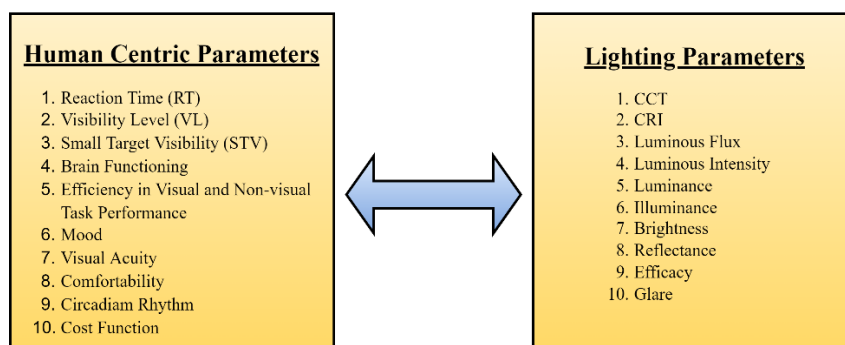 Human Centric Parameters
1. Reaction Time (RT)
2. Visibility Level (VL)
3. Small Target Visibility (STV)
4. Brain Functioning
5. Efficiency in Visual and Non-visual
Task Performance
6. Mood
7. Visual Acuity
8. Comfortability
9. Circadiam Rhythm
10. Cost Function
Lighting Parameters
1. CCT
2. CRI
3. Luminous Flux
4. Luminous Intensity
5. Luminance
6. Illuminance
7. Brightness
8. Reflectance
9. Efficacy
10. Glare